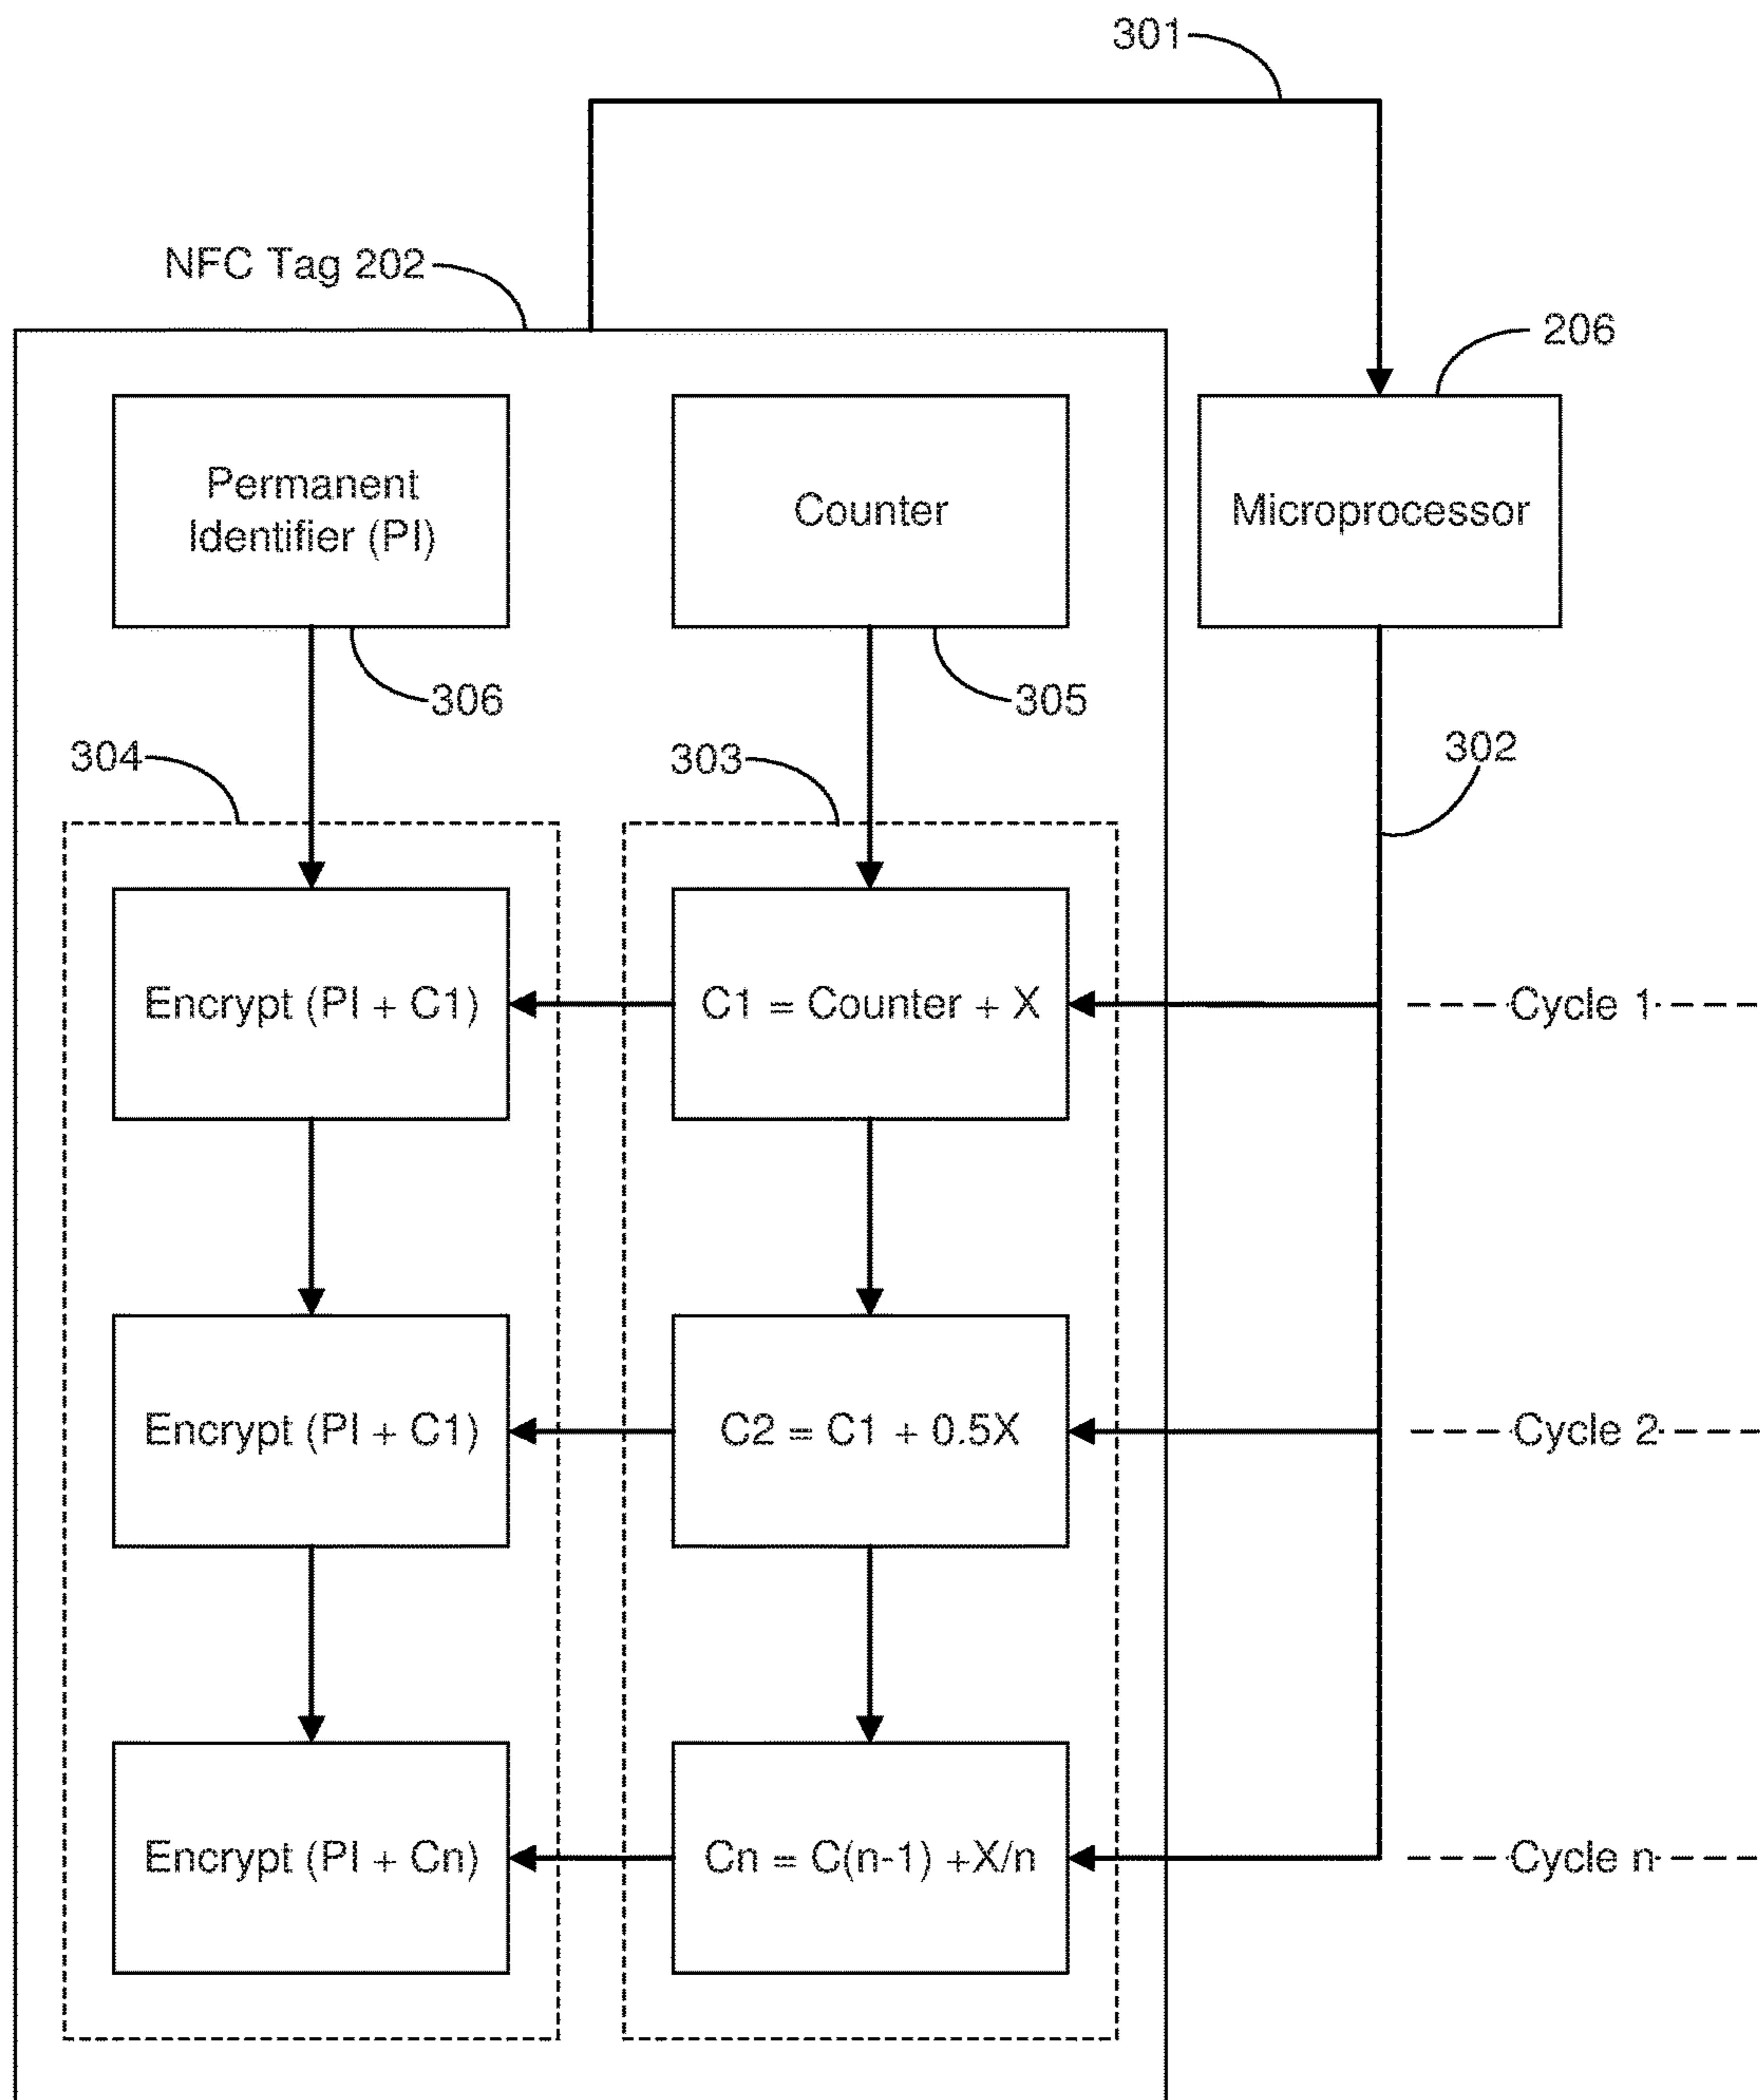 301
NFC Tag 202
206
Permanent
Identifier (PI)
Counter
Microprocessor
306
305
304
303
302
Encrypt (PI + C1)
C1 = Counter + X
Cycle 1
Encrypt (PI + C1)
C2 = C1 + 0.5X
Cycle 2
Encrypt (PI + Cn)
Cn = C(n-1) +X/n
Cycle n